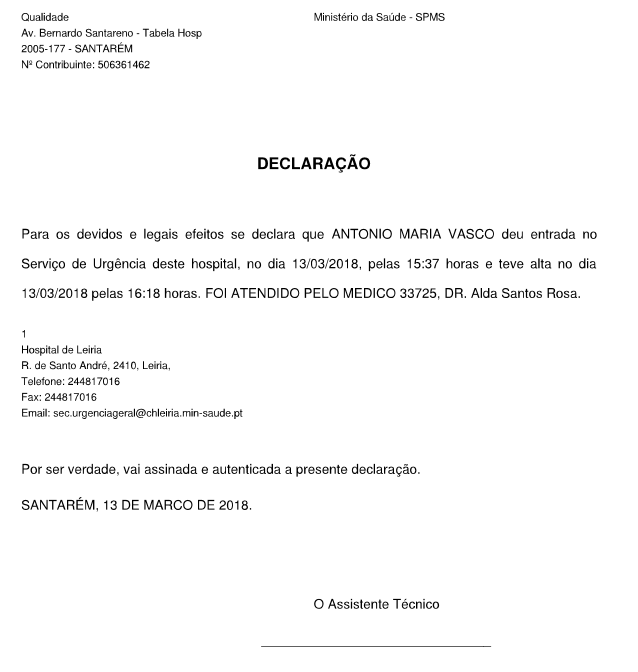 Qualidade
Ministério da Saúde - SPMS
Av. Bernardo Santareno - Tabela Hosp
2005-177 - SANTARÉM
Nº Contribuinte: 506361462
DECLARAÇÃO
Para os devidos e legais efeitos se declara que ANTONIO MARIA VASCO deu entrada no
Serviço de Urgência deste hospital, no dia 13/03/2018, pelas 15:37 horas e teve alta no dia
13/03/2018 pelas 16:18 horas. FOI ATENDIDO PELO MEDICO 33725, DR. Alda Santos Rosa.
1
Hospital de Leiria
R. de Santo André, 2410, Leiria,
Telefone: 244817016
Fax: 244817016
Email: sec.urgenciageral@chleiria.min-saude.pt
Por ser verdade, vai assinada e autenticada a presente declaração.
SANTARÉM, 13 DE MARCO DE 2018.
O Assistente Técnico